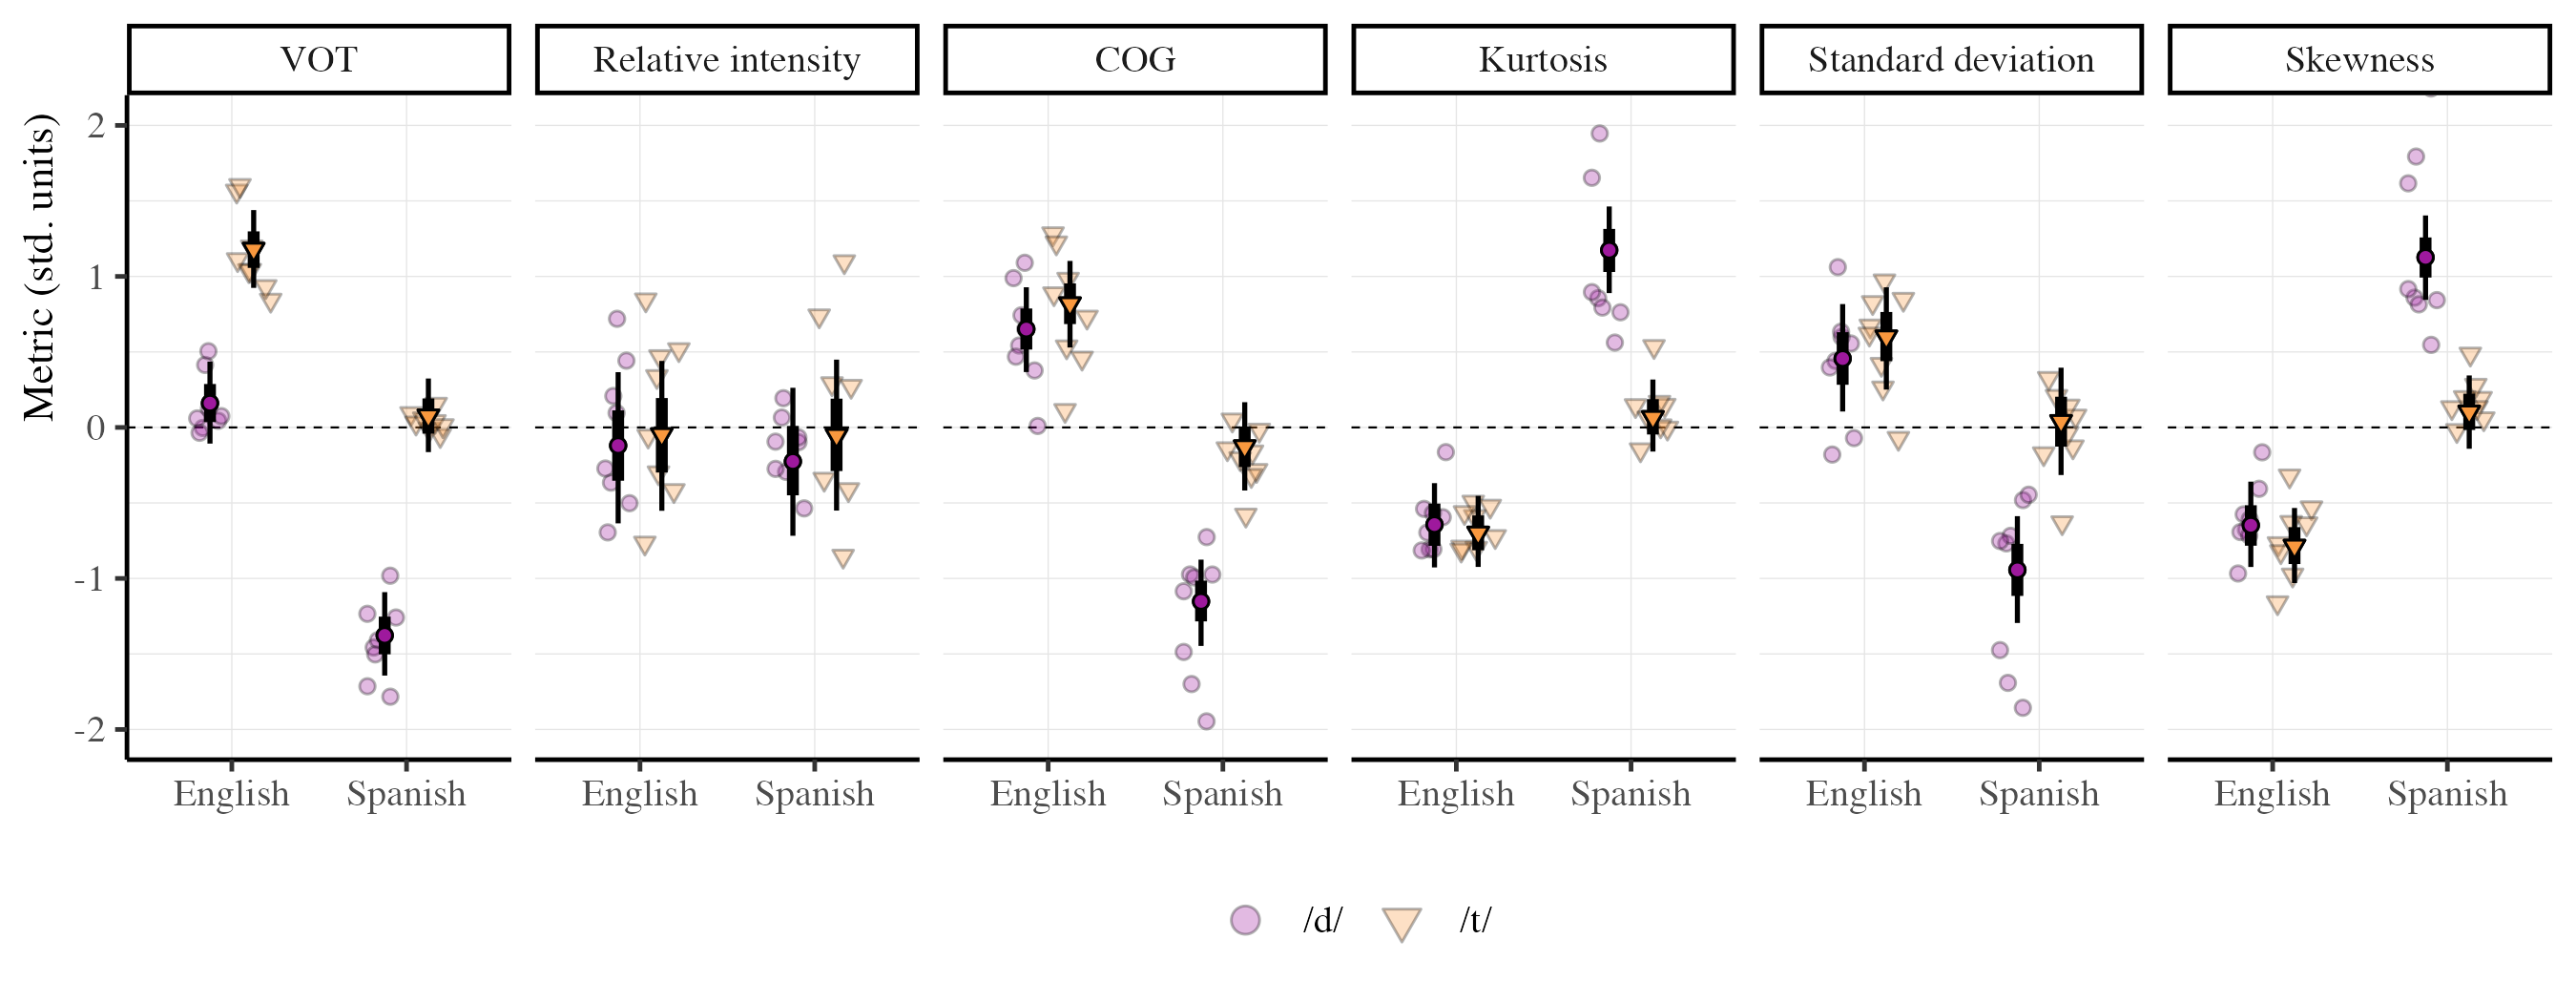 VOT Relative intensity COG Kurtosis Standard deviation Skewness
Metric (std. units)
2
1
0
-1
-2
English Spanish English Spanish English Spanish English Spanish English Spanish English Spanish
/d/ /t/